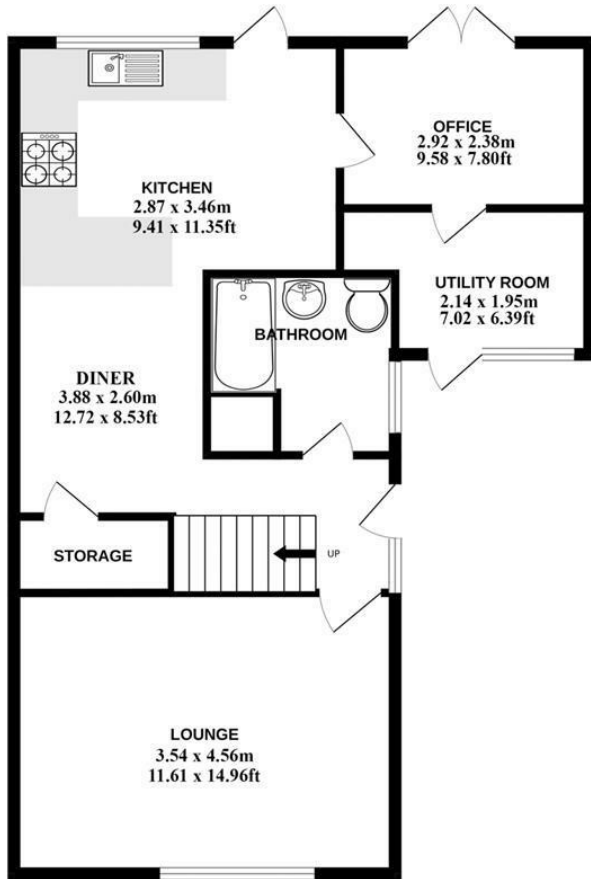 OFFICE
2.92 x 2.38m
9.58 x 7.80ft
KITCHEN
2.87 x 3.46m
9.41 x 11.35ft
UTILITY ROOM
2.14 x 1.95m
7.02 x 6.39ft
BATHROOM
DINER
3.88 x 2.60m
12.72 x 8.53ft
STORAGE
UP
LOUNGE
3.54 x 4.56m
11.61 x 14.96ft